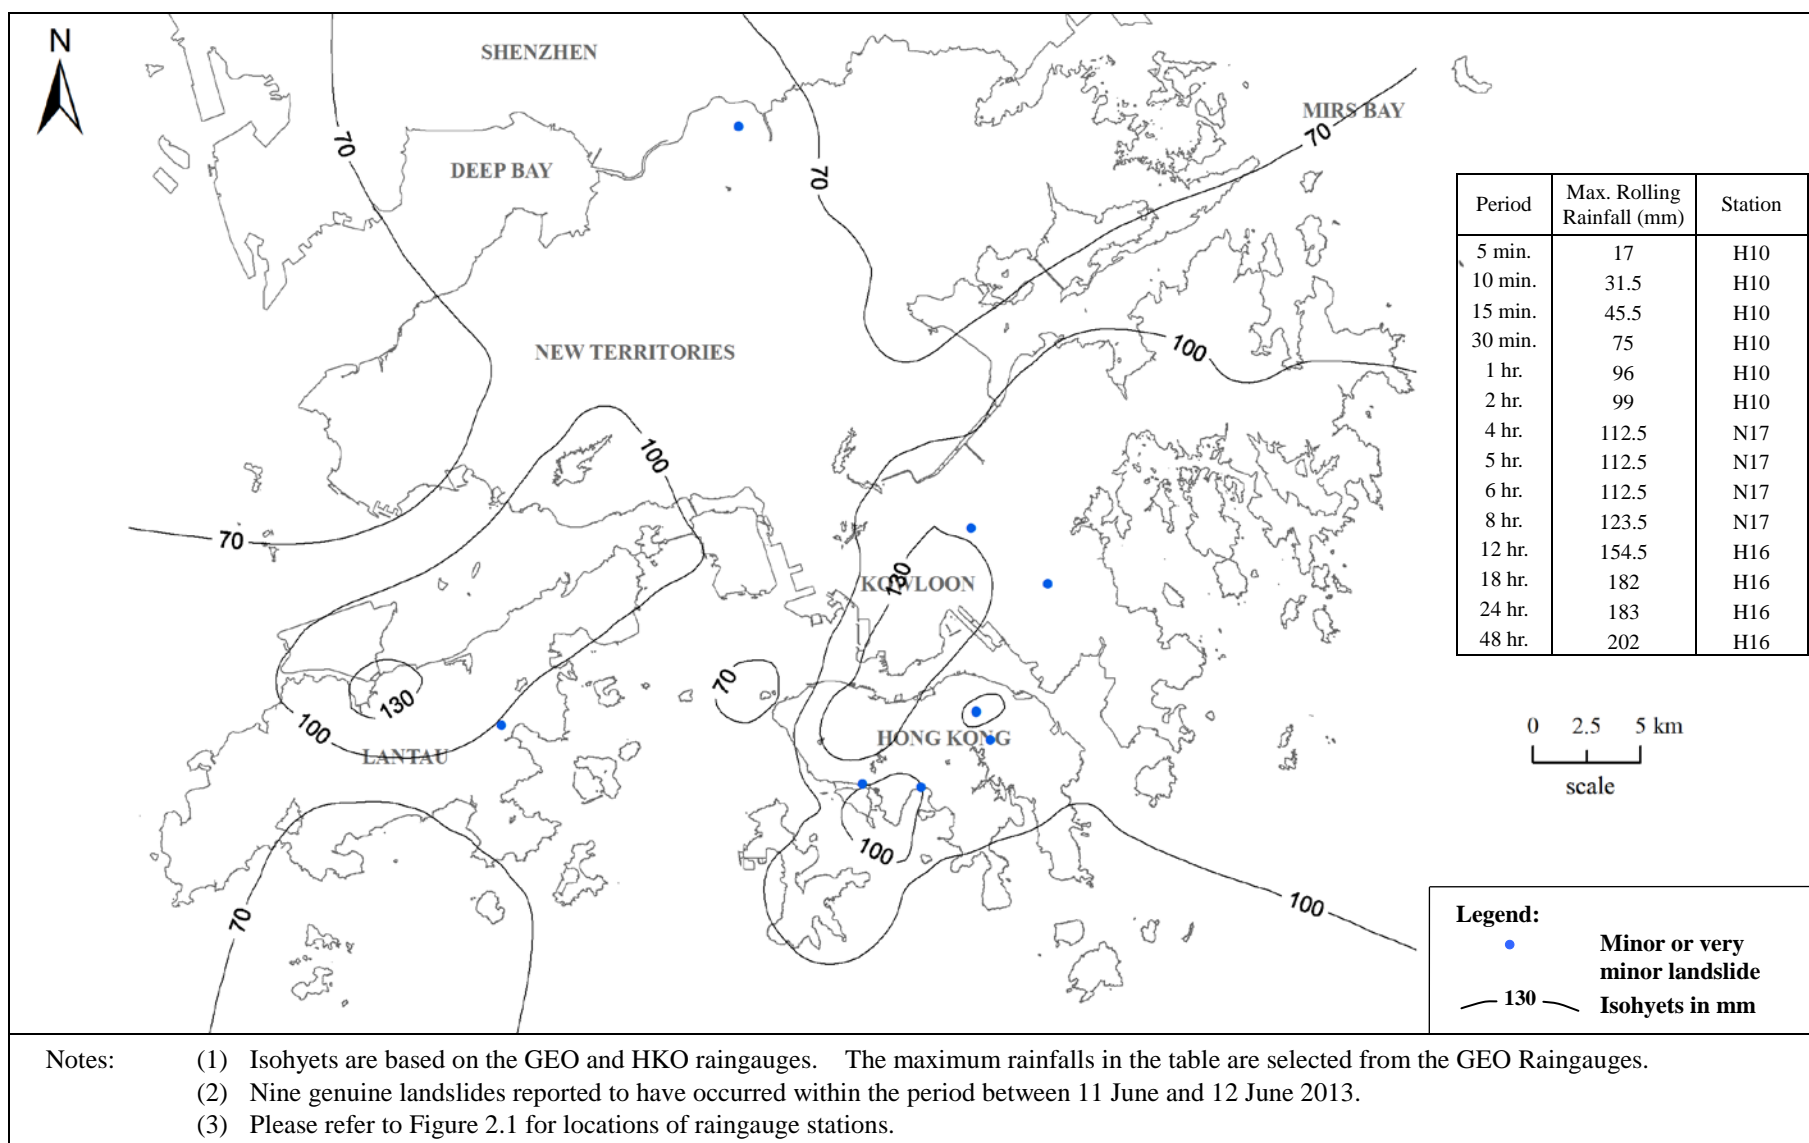 N
SHENZHEN
MIRS BAY
70
70
70
DEEP BAY
NEW TERRITORIES
100
100
70
130
KOWLOON
70
130
100
HONG KONG
LANTAU
100
70
100
Period Max. Rolling Rainfall (mm) Station
5 min. 17 H10
10 min. 31.5 H10
15 min. 45.5 H10
30 min. 75 H10
1 hr. 96 H10
2 hr. 99 H10
4 hr. 112.5 N17
5 hr. 112.5 N17
6 hr. 112.5 N17
8 hr. 123.5 N17
12 hr. 154.5 H16
18 hr. 182 H16
24 hr. 183 H16
48 hr. 202 H16
0 2.5 5 km
scale
Legend:
Minor or very
minor landslide
130 Isohyets in mm
Notes: (1) Isohyets are based on the GEO and HKO raingauges. The maximum rainfalls in the table are selected from the GEO Raingauges.
(2) Nine genuine landslides reported to have occurred within the period between 11 June and 12 June 2013.
(3) Please refer to Figure 2.1 for locations of raingauge stations.